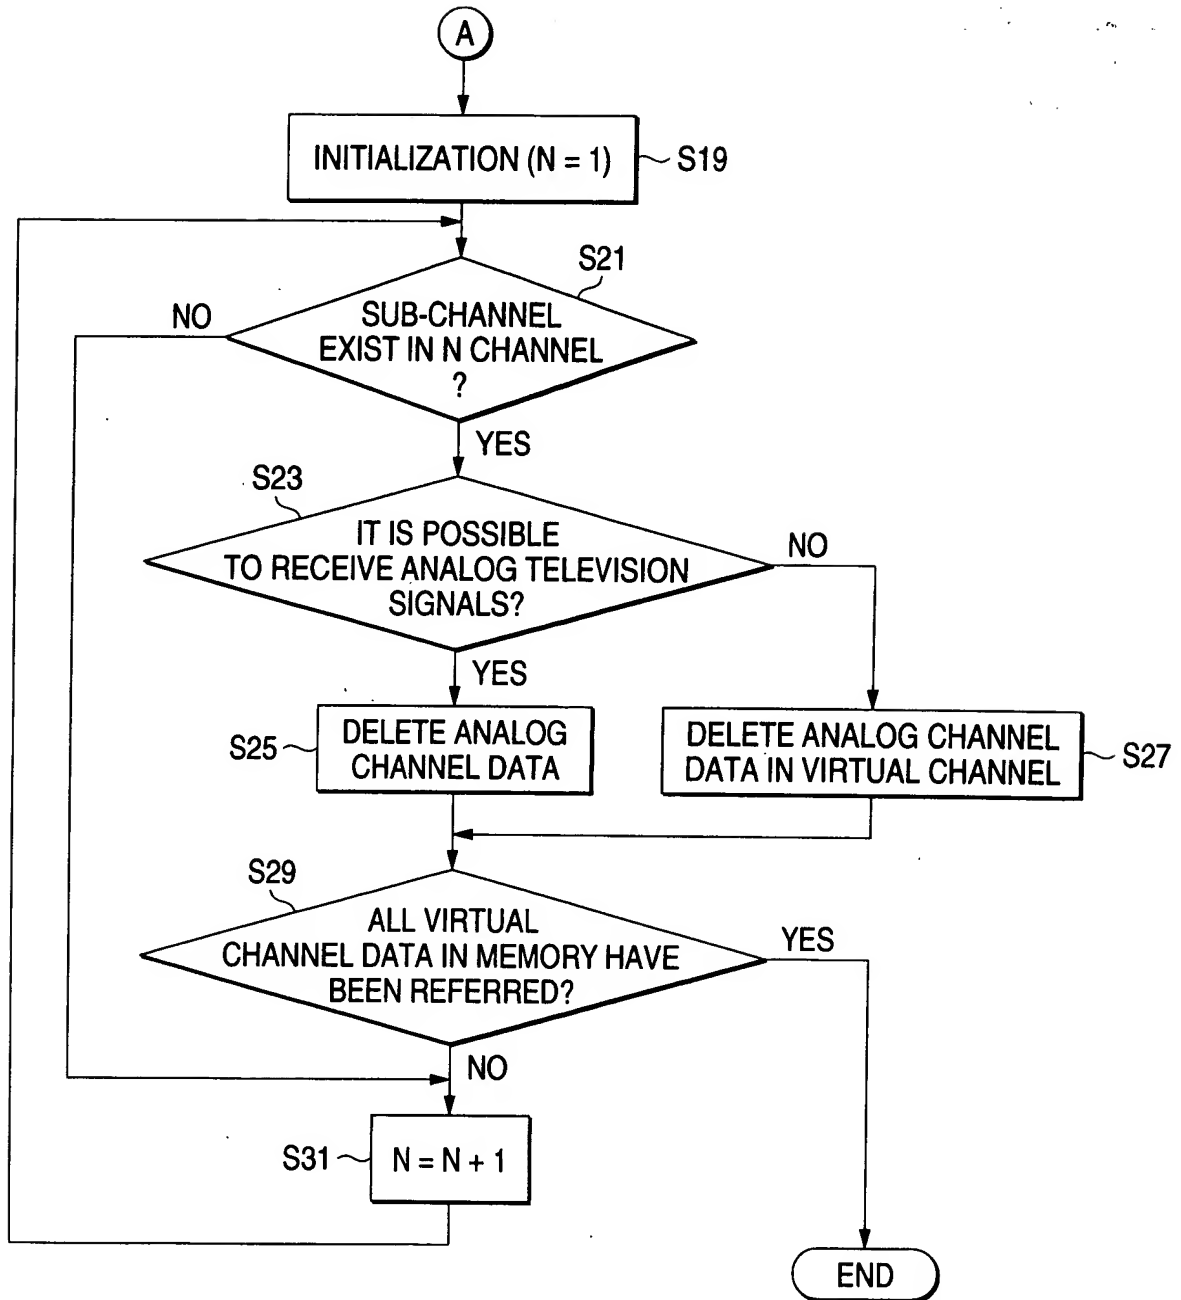 A
INITIALIZATION (N = 1)
S19
S21
NO
SUB-CHANNEL
EXIST IN N CHANNEL
?
YES
S23
IT IS POSSIBLE
TO RECEIVE ANALOG TELEVISION
SIGNALS?
NO
YES
S25
DELETE ANALOG
CHANNEL DATA
DELETE ANALOG CHANNEL
DATA IN VIRTUAL CHANNEL
S27
S29
ALL VIRTUAL
CHANNEL DATA IN MEMORY HAVE
BEEN REFERRED?
YES
NO
S31
N = N + 1
END